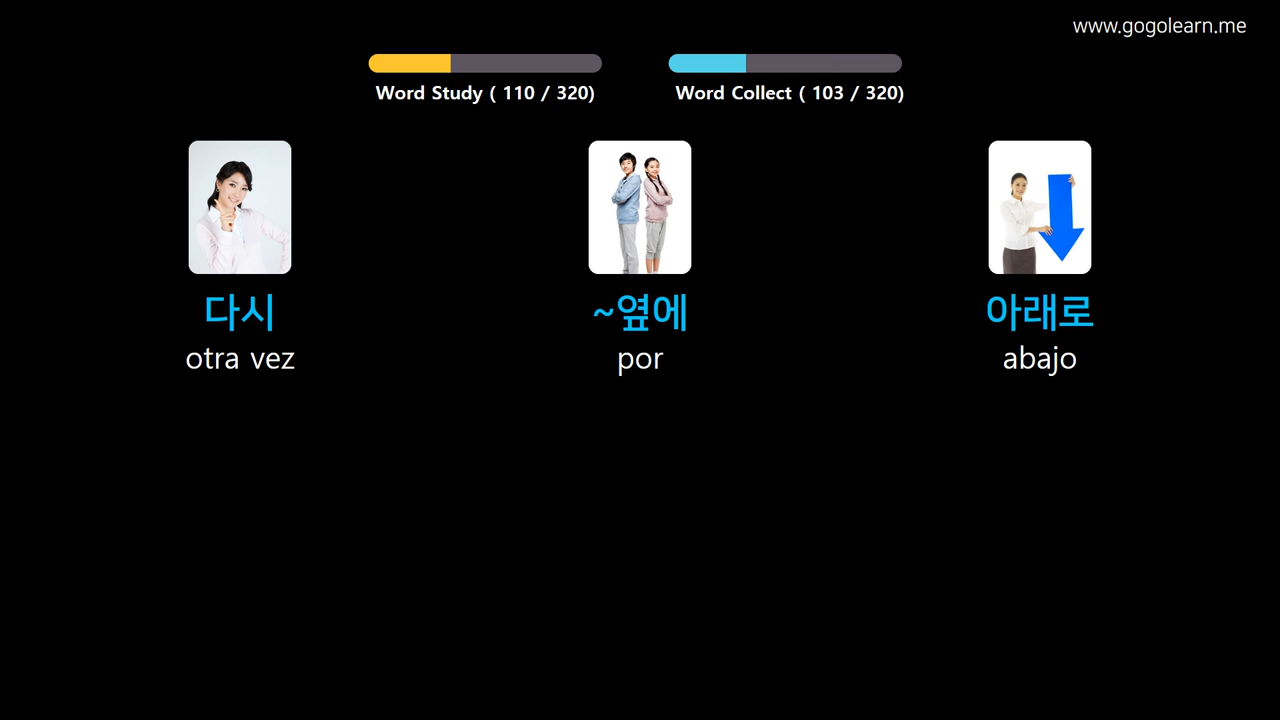 www.gogolearn.me
Word Study ( 110 / 320)
Word Collect ( 103 / 320)
다시
~옆에
아래로
otra vez
por
abajo